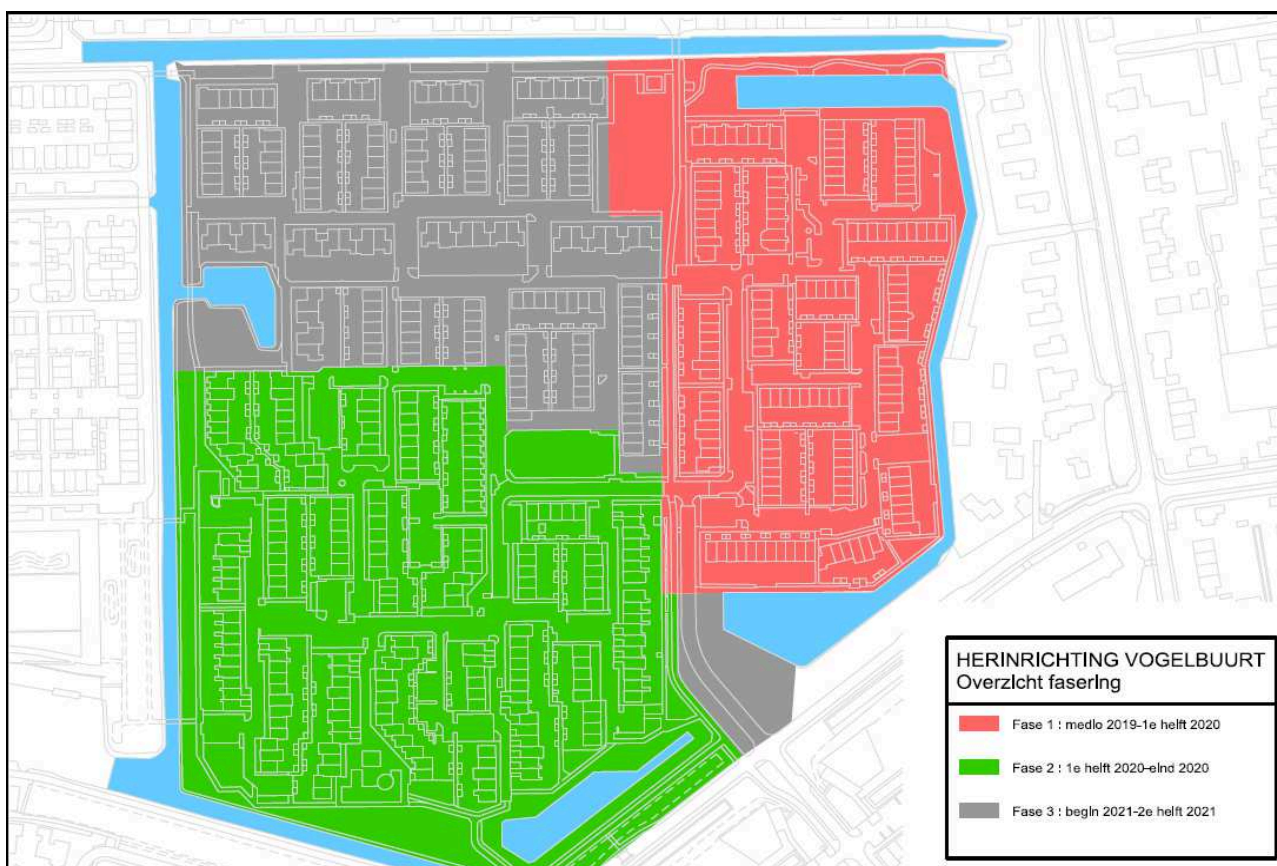 HERINRICHTING VOGELBUURT
Overzicht fasering
Fase 1 : medio 2019-1e helft 2020
Fase 2 : 1e helft 2020-eind 2020
Fase 3 : begin 2021-2e helft 2021